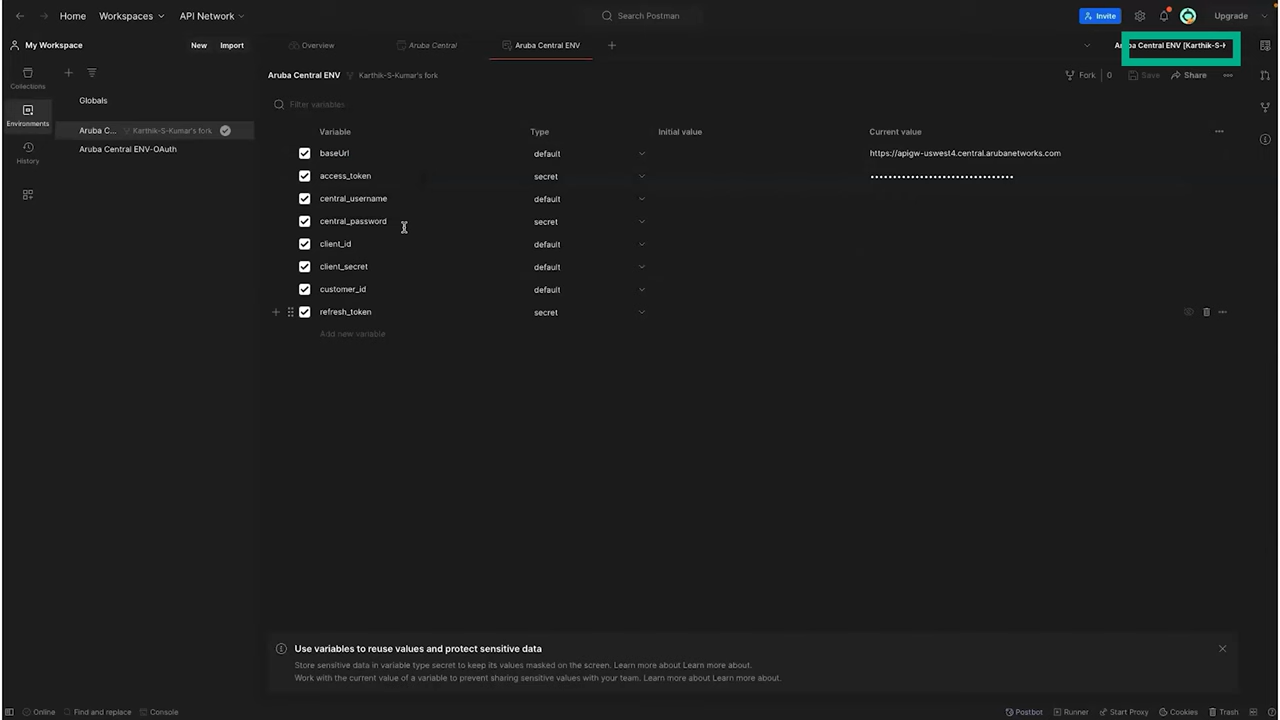 Home Workspaces API Network Search Postman Invite Upgrade
My Workspace New Import Overview Aruba Central Aruba Central ENV Aruba Central ENV [Karthik-S-K
Collections
Environments
History
Globals
Aruba C... Karthik-S-Kumar's fork
Aruba Central ENV-OAuth
Aruba Central ENV Karthik-S-Kumar's fork Fork 0 Save Share
Filter variables
Variable Type Initial value Current value
baseUrl default https://apigw-uswest4.central.arubanetworks.com
access_token secret ••••••••••••••••••••••••••••••••
central_username default
central_password secret
client_id default
client_secret default
customer_id default
refresh_token secret
Add new variable
Use variables to reuse values and protect sensitive data
Store sensitive data in variable type secret to keep its values masked on the screen. Learn more about Learn more about.
Work with the current value of a variable to prevent sharing sensitive values with your team. Learn more about Learn more about.
Online Find and replace Console Postbot Runner Start Proxy Cookies Trash